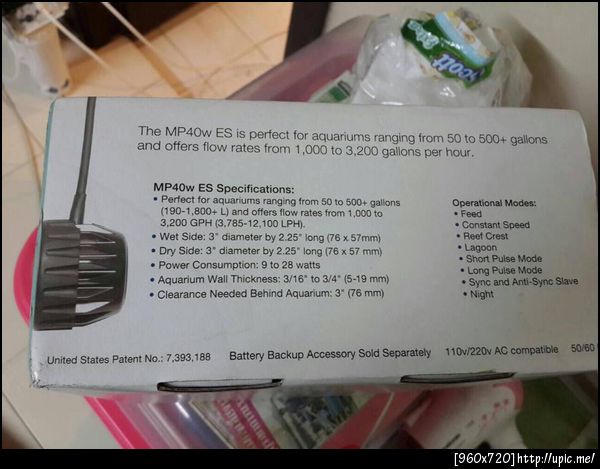 Scott
The MP40w ES is perfect for aquariums ranging from 50 to 500+ gallons
and offers flow rates from 1,000 to 3,200 gallons per hour.
MP40w ES Specifications:
• Perfect for aquariums ranging from 50 to 500+ gallons
(190-1,800+ L) and offers flow rates from 1,000 to
3,200 GPH (3,785-12,100 LPH).
• Wet Side: 3" diameter by 2.25" long (76 x 57mm)
• Dry Side: 3" diameter by 2.25" long (76 x 57 mm)
• Power Consumption: 9 to 28 watts
• Aquarium Wall Thickness: 3/16" to 3/4" (5-19 mm)
• Clearance Needed Behind Aquarium: 3" (76 mm)
Operational Modes:
• Feed
• Constant Speed
• Reef Crest
• Lagoon
• Short Pulse Mode
• Long Pulse Mode
• Sync and Anti-Sync Slave
• Night
United States Patent No.: 7,393,188 Battery Backup Accessory Sold Separately 110v/220v AC compatible 50/60
[960x720]http://upic.me/